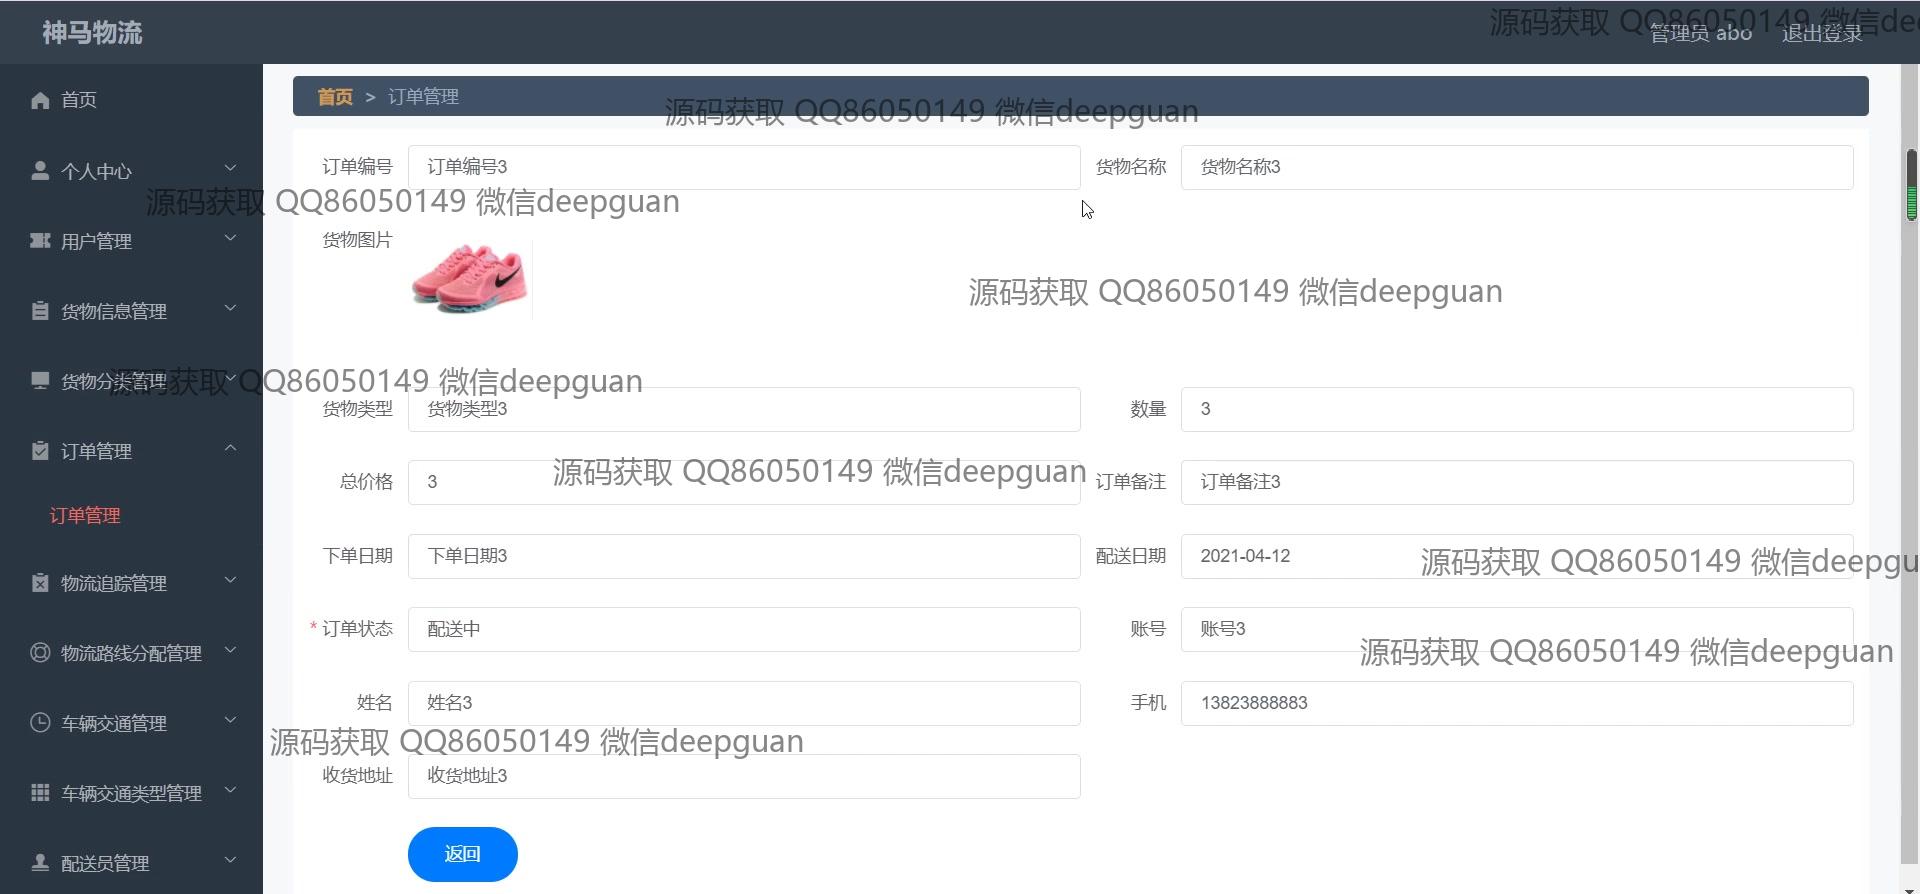 神马物流
源码获取 QQ86050149 微信dee
管理员 abo
退出登录
首页
个人中心
用户管理
货物信息管理
货物分类管理
订单管理
订单管理
物流追踪管理
物流路线分配管理
车辆交通管理
车辆交通类型管理
配送员管理
首页 > 订单管理
源码获取 QQ86050149 微信deepguan
订单编号 订单编号3
货物名称 货物名称3
源码获取 QQ86050149 微信deepguan
货物图片
源码获取 QQ86050149 微信deepguan
源码获取 QQ86050149 微信deepguan
货物类型 货物类型3
数量 3
总价格 3
源码获取 QQ86050149 微信deepguan
订单备注 订单备注3
下单日期 下单日期3
配送日期 2021-04-12
源码获取 QQ86050149 微信deepgu
* 订单状态 配送中
账号 账号3
源码获取 QQ86050149 微信deepguan
姓名 姓名3
手机 13823888883
源码获取 QQ86050149 微信deepguan
收货地址 收货地址3
返回